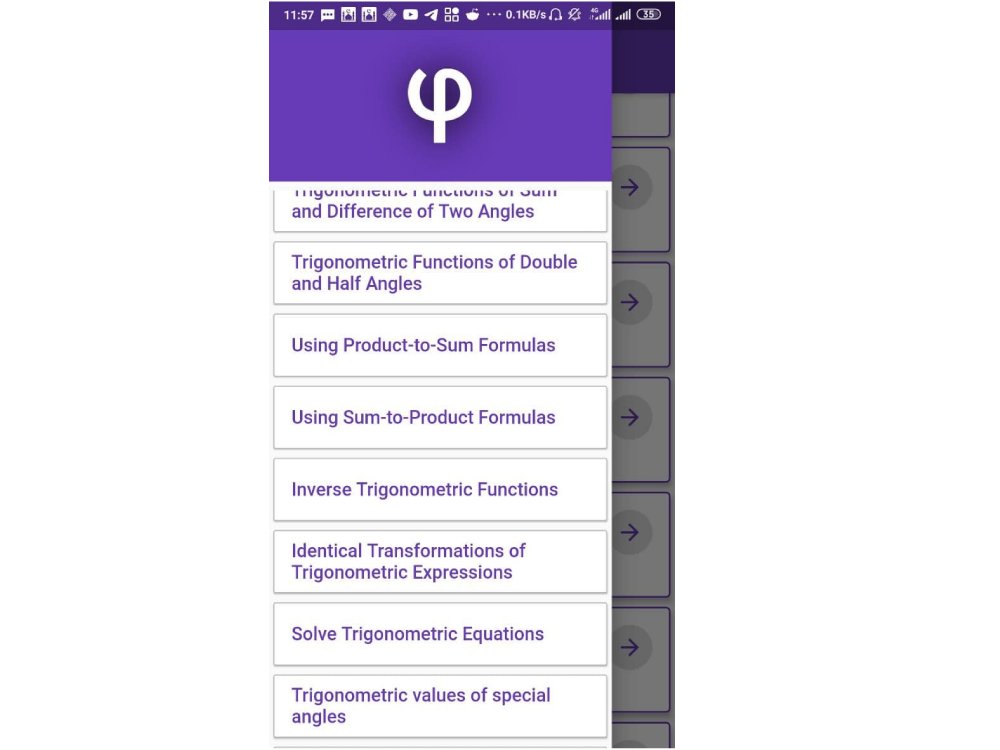 11:57
0.1KB/s
4G
35
φ
Trigonometric Functions of Sum
and Difference of Two Angles
Trigonometric Functions of Double
and Half Angles
Using Product-to-Sum Formulas
Using Sum-to-Product Formulas
Inverse Trigonometric Functions
Identical Transformations of
Trigonometric Expressions
Solve Trigonometric Equations
Trigonometric values of special
angles